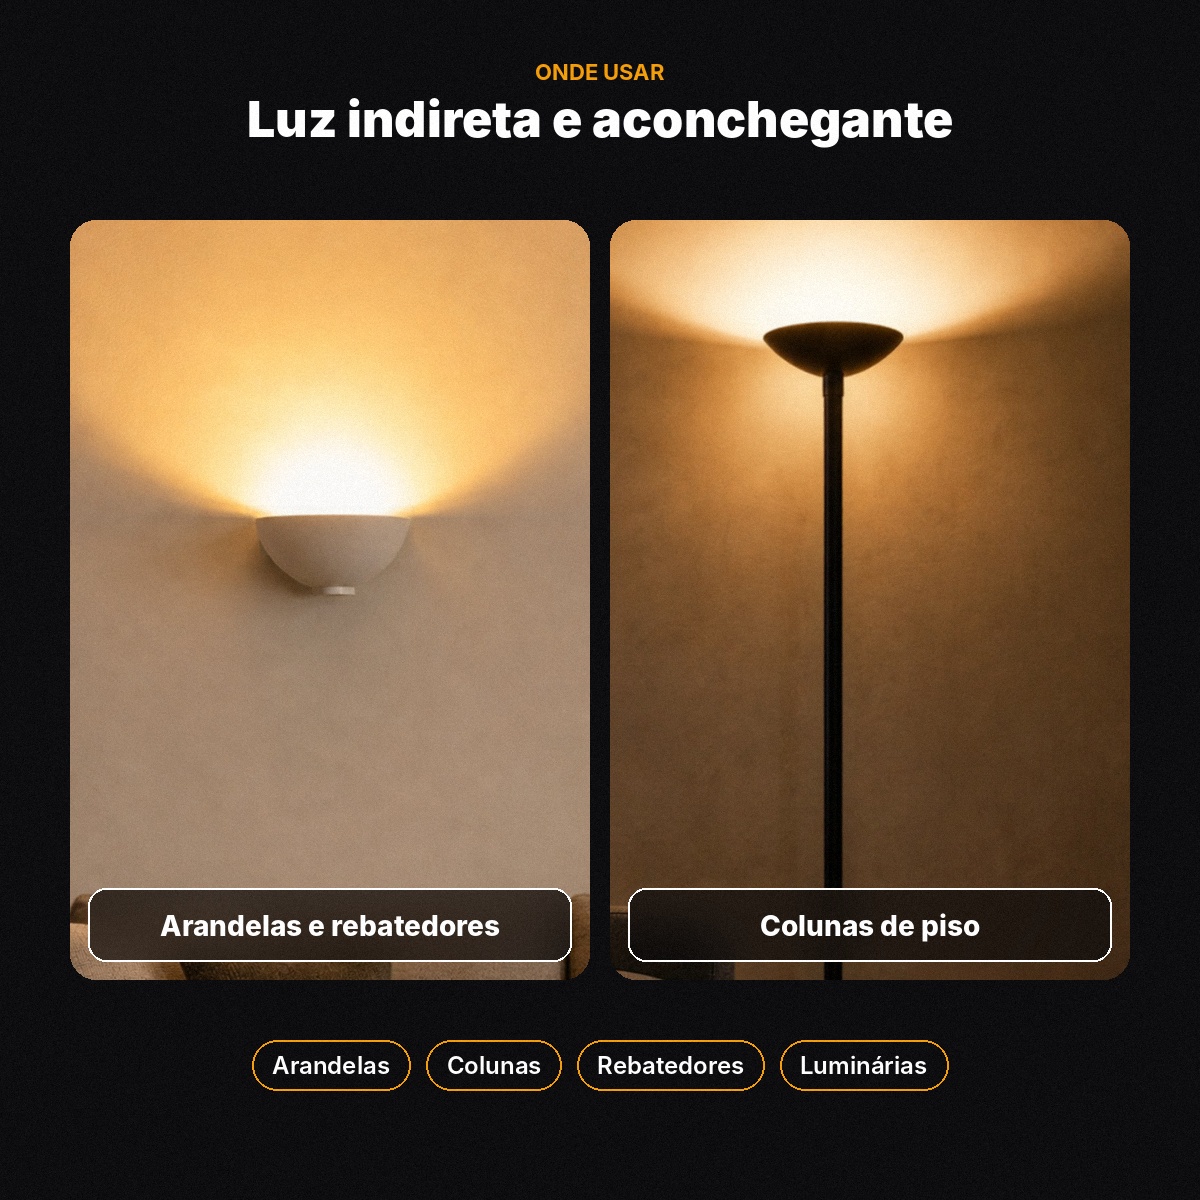 ONDE USAR
Luz indireta e aconchegante
Arandelas e rebatedores
Colunas de piso
Arandelas
Colunas
Rebatedores
Luminárias